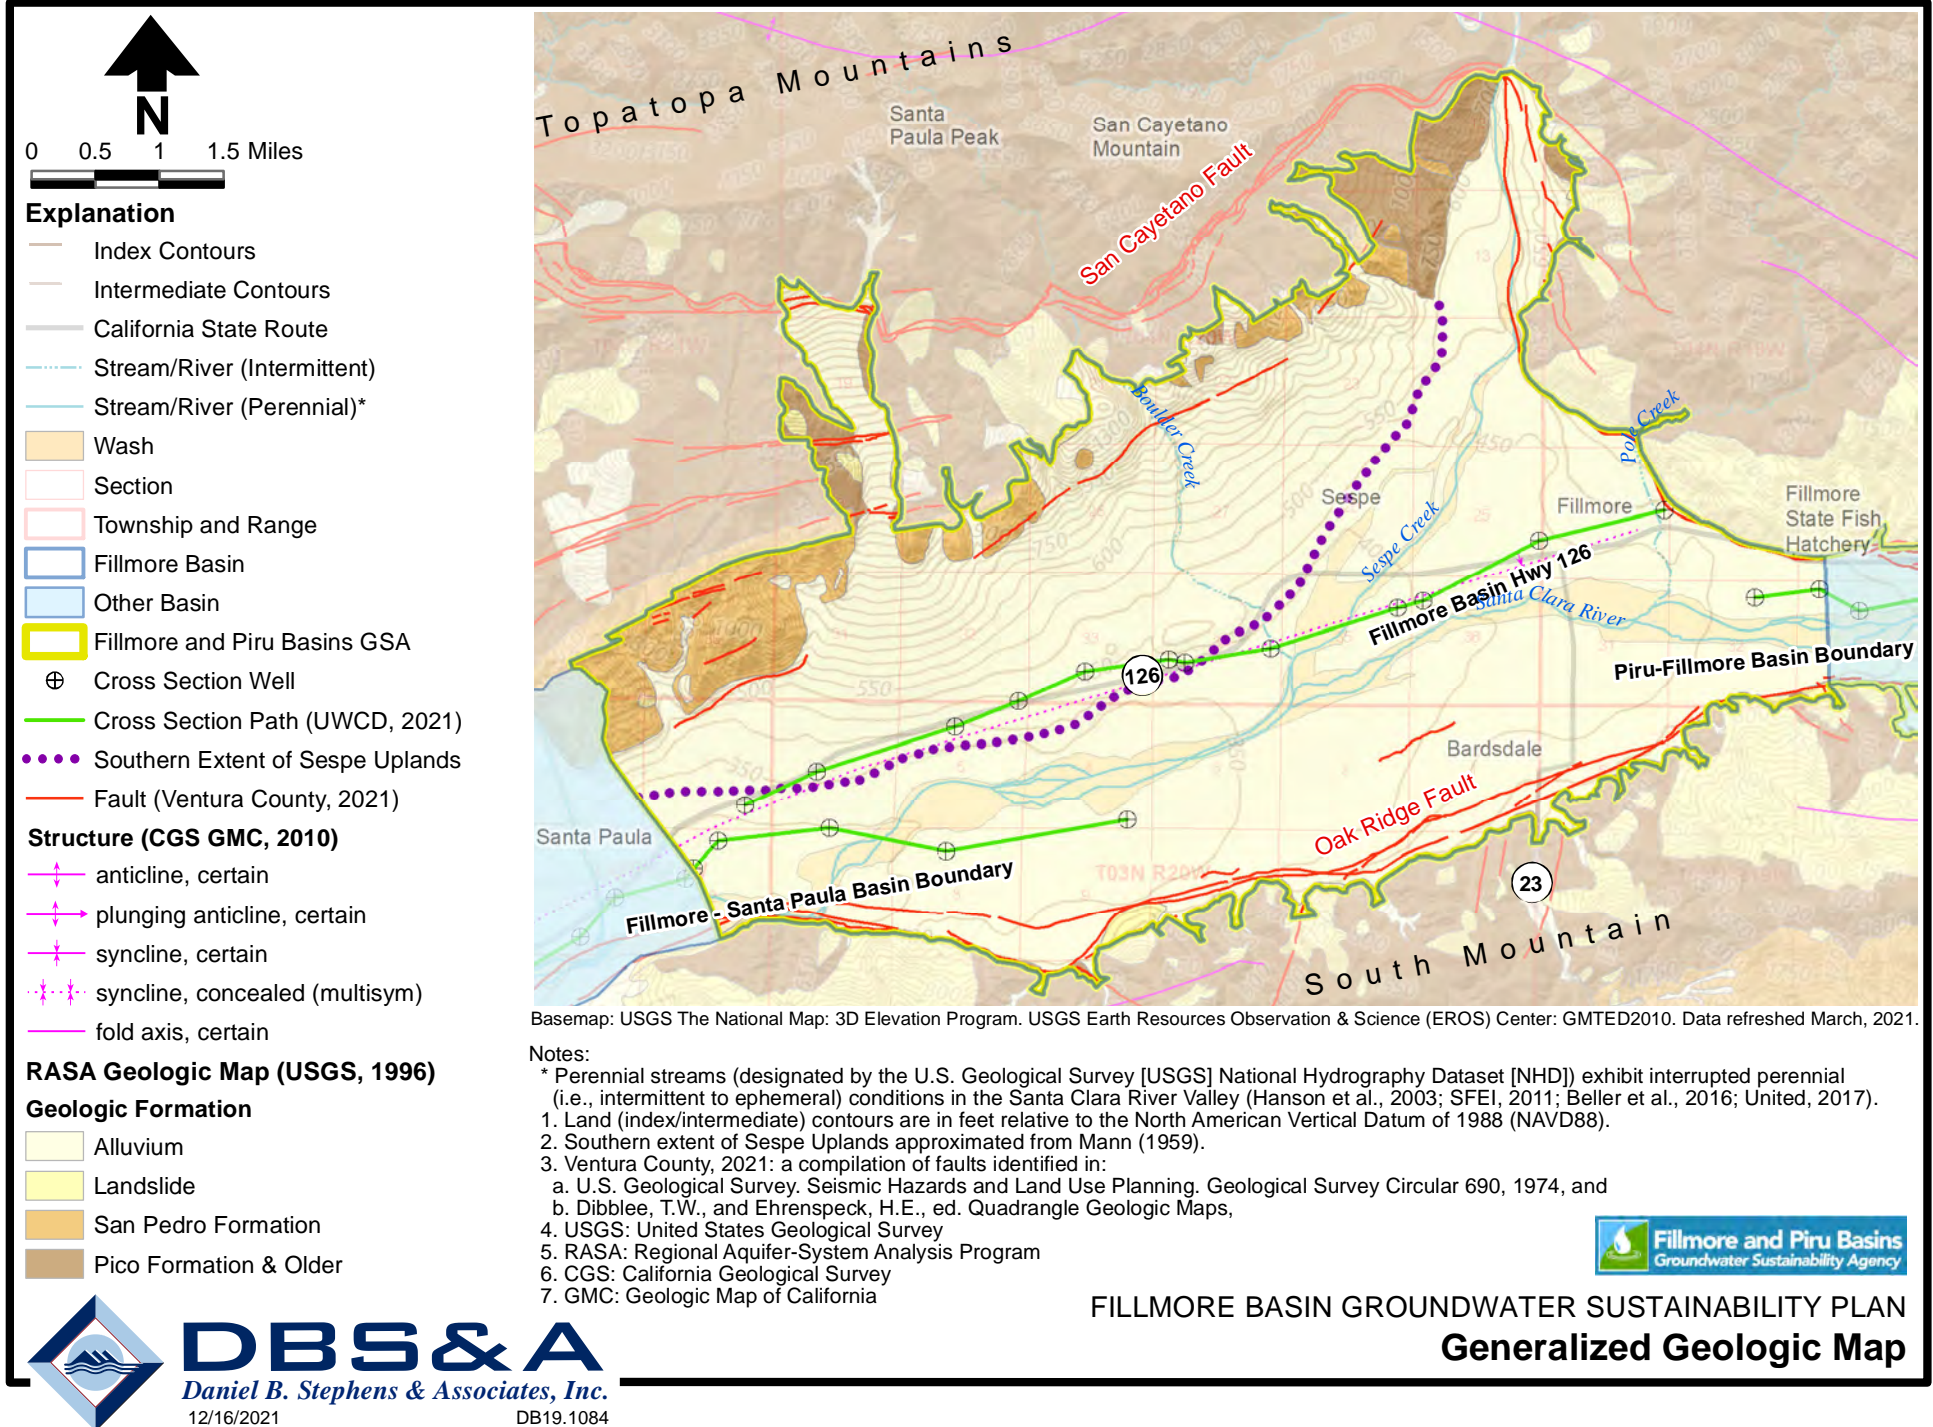 N
0 0.5 1 1.5 Miles
Explanation
Index Contours
Intermediate Contours
California State Route
Stream/River (Intermittent)
Stream/River (Perennial)*
Wash
Section
Township and Range
Fillmore Basin
Other Basin
Fillmore and Piru Basins GSA
Cross Section Well
Cross Section Path (UWCD, 2021)
Southern Extent of Sespe Uplands
Fault (Ventura County, 2021)
Structure (CGS GMC, 2010)
anticline, certain
plunging anticline, certain
syncline, certain
syncline, concealed (multisym)
fold axis, certain
RASA Geologic Map (USGS, 1996)
Geologic Formation
Alluvium
Landslide
San Pedro Formation
Pico Formation & Older
Topatopa Mountains
Santa
Paula Peak
San Cayetano
Mountain
San Cayetano Fault
Boulder Creek
Pole Creek
Sespe
Sespe Creek
Fillmore
Fillmore
State Fish
Hatchery
Fillmore Basin Hwy 126
Santa Clara River
Piru-Fillmore Basin Boundary
126
550
450
500
750
550
350
Bardsdale
Oak Ridge Fault
Santa Paula
T03N R20W
Fillmore - Santa Paula Basin Boundary
23
South Mountain
Basemap: USGS The National Map: 3D Elevation Program. USGS Earth Resources Observation & Science (EROS) Center: GMTED2010. Data refreshed March, 2021.
Notes:
* Perennial streams (designated by the U.S. Geological Survey [USGS] National Hydrography Dataset [NHD]) exhibit interrupted perennial
(i.e., intermittent to ephemeral) conditions in the Santa Clara River Valley (Hanson et al., 2003; SFEI, 2011; Beller et al., 2016; United, 2017).
1. Land (index/intermediate) contours are in feet relative to the North American Vertical Datum of 1988 (NAVD88).
2. Southern extent of Sespe Uplands approximated from Mann (1959).
3. Ventura County, 2021: a compilation of faults identified in:
a. U.S. Geological Survey. Seismic Hazards and Land Use Planning. Geological Survey Circular 690, 1974, and
b. Dibblee, T.W., and Ehrenspeck, H.E., ed. Quadrangle Geologic Maps,
4. USGS: United States Geological Survey
5. RASA: Regional Aquifer-System Analysis Program
6. CGS: California Geological Survey
7. GMC: Geologic Map of California
Fillmore and Piru Basins
Groundwater Sustainability Agency
FILLMORE BASIN GROUNDWATER SUSTAINABILITY PLAN
Generalized Geologic Map
DBS&A
Daniel B. Stephens & Associates, Inc.
12/16/2021 DB19.1084